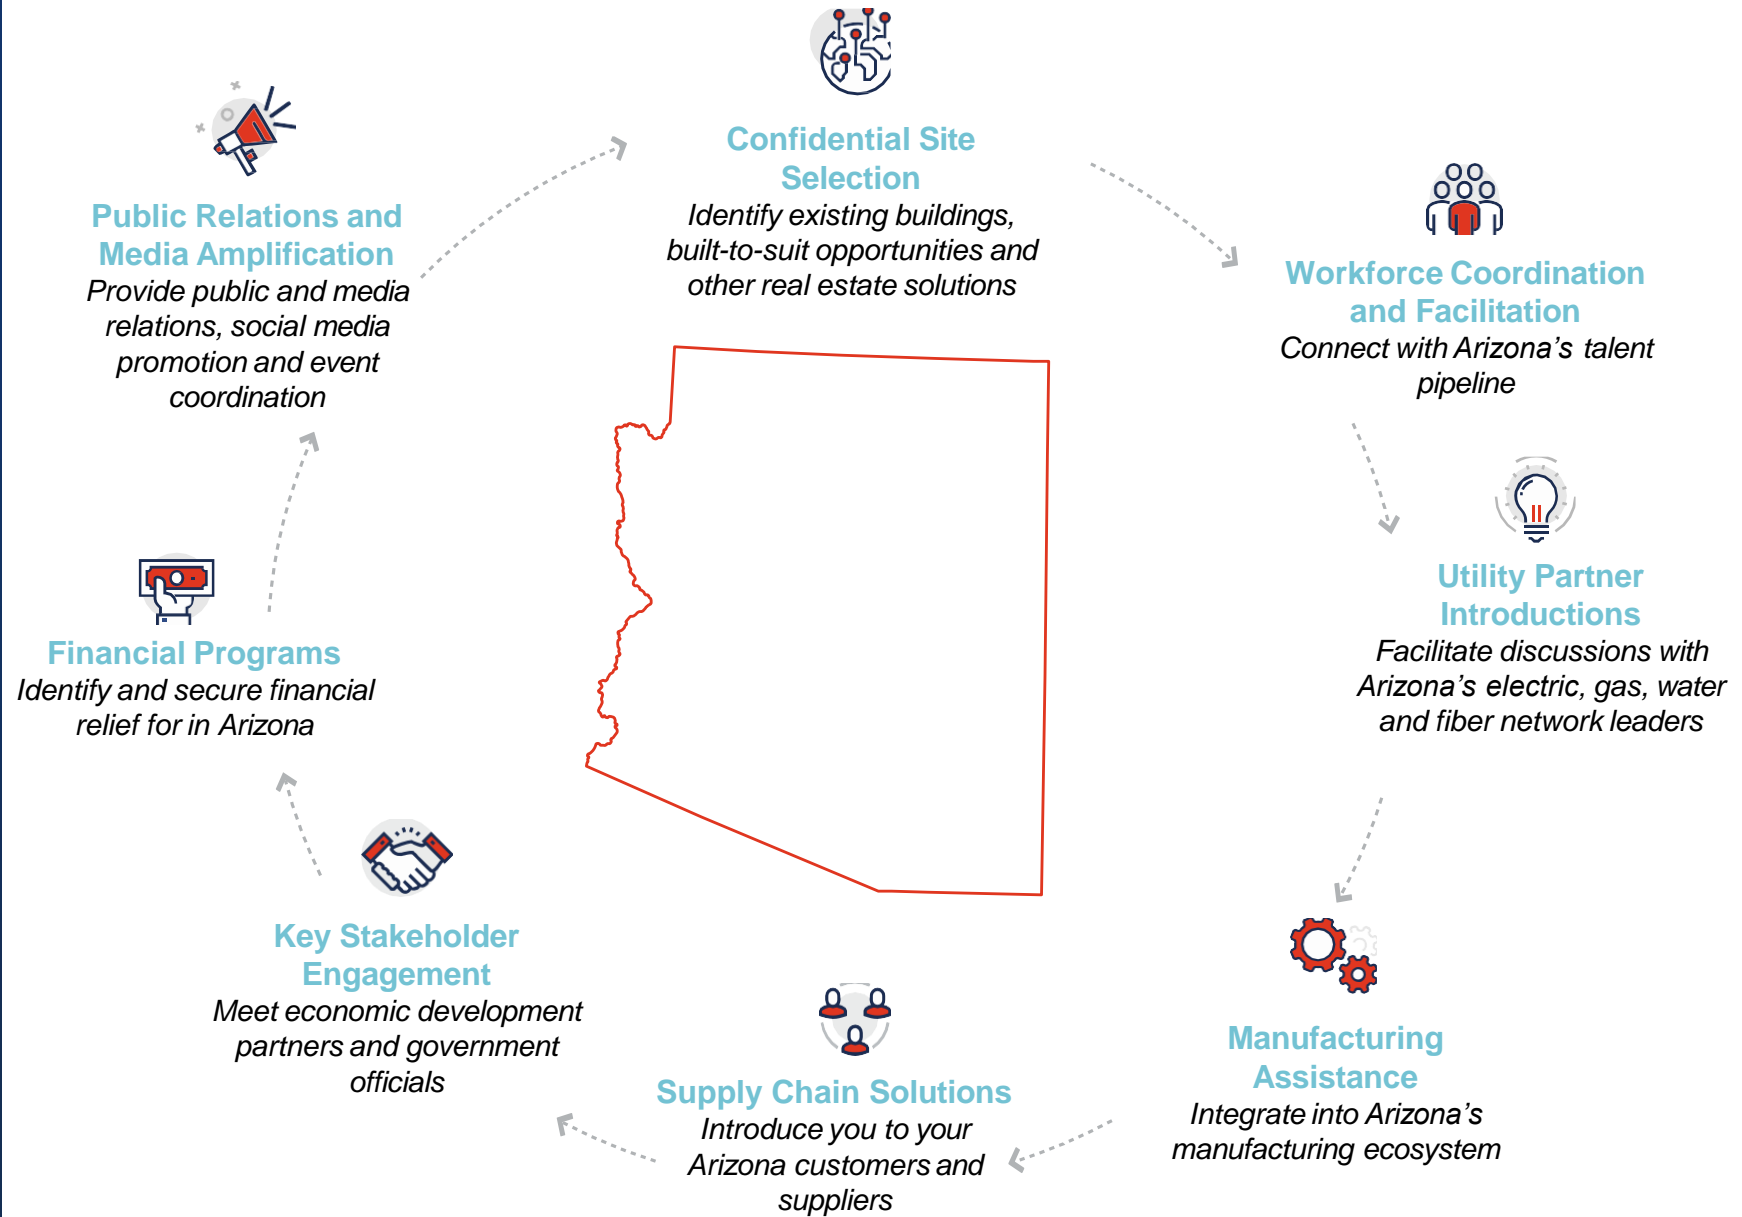 Confidential Site
Selection
Identify existing buildings,
built-to-suit opportunities and
other real estate solutions
Workforce Coordination
and Facilitation
Connect with Arizona’s talent
pipeline
Utility Partner
Introductions
Facilitate discussions with
Arizona’s electric, gas, water
and fiber network leaders
Manufacturing
Assistance
Integrate into Arizona’s
manufacturing ecosystem
Supply Chain Solutions
Introduce you to your
Arizona customers and
suppliers
Key Stakeholder
Engagement
Meet economic development
partners and government
officials
Financial Programs
Identify and secure financial
relief for in Arizona
Public Relations and
Media Amplification
Provide public and media
relations, social media
promotion and event
coordination